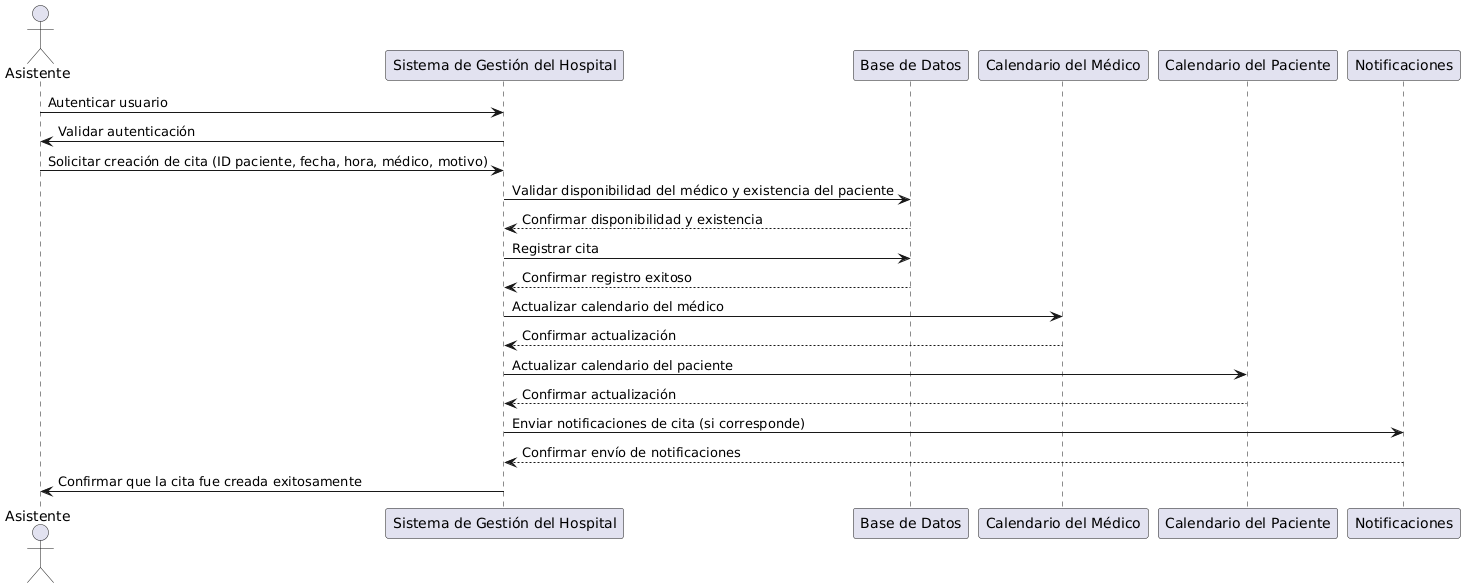 Asistente
Sistema de Gestión del Hospital
Base de Datos
Calendario del Médico
Calendario del Paciente
Notificaciones
Autenticar usuario
Validar autenticación
Solicitar creación de cita (ID paciente, fecha, hora, médico, motivo)
Validar disponibilidad del médico y existencia del paciente
Confirmar disponibilidad y existencia
Registrar cita
Confirmar registro exitoso
Actualizar calendario del médico
Confirmar actualización
Actualizar calendario del paciente
Confirmar actualización
Enviar notificaciones de cita (si corresponde)
Confirmar envío de notificaciones
Confirmar que la cita fue creada exitosamente
Asistente
Sistema de Gestión del Hospital
Base de Datos
Calendario del Médico
Calendario del Paciente
Notificaciones